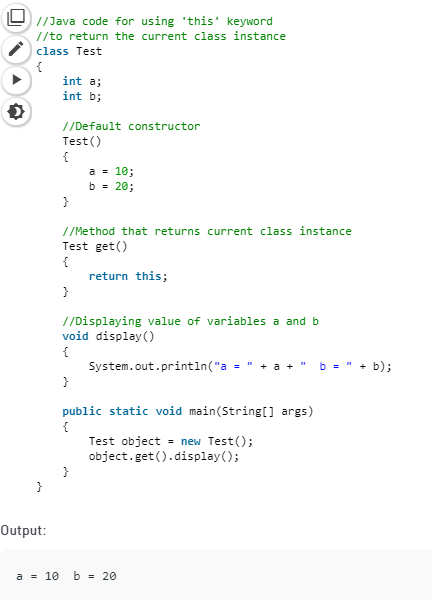 //Java code for using 'this' keyword
//to return the current class instance
class Test
{
    int a;
    int b;

    //Default constructor
    Test()
    {
        a = 10;
        b = 20;
    }

    //Method that returns current class instance
    Test get()
    {
        return this;
    }

    //Displaying value of variables a and b
    void display()
    {
        System.out.println("a = " + a + "  b = " + b);
    }

    public static void main(String[] args)
    {
        Test object = new Test();
        object.get().display();
    }
}
Output:
a = 10  b = 20